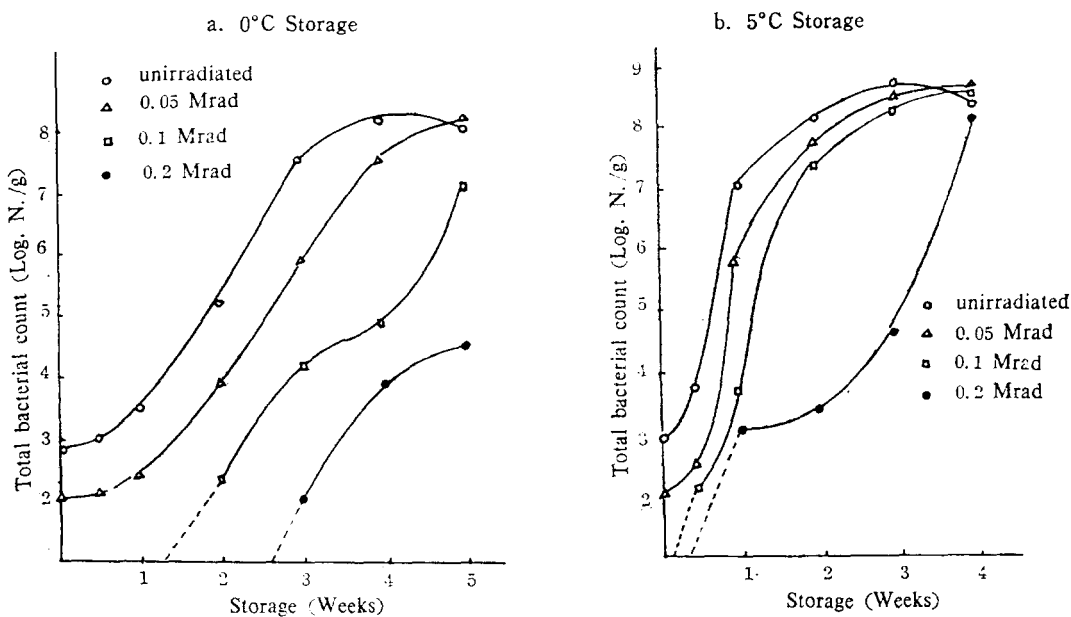 a. 0°C Storage
unirradiated
0.05 Mrad
0.1 Mrad
0.2 Mrad
Total bacterial count (Log. N./g)
8
7
6
5
4
3
2
1
1 2 3 4 5
Storage (Weeks)
b. 5°C Storage
Total bacterial count (Log. N./g)
9
8
7
6
5
4
3
2
unirradiated
0.05 Mrad
0.1 Mrad
0.2 Mrad
1. 2 3 4
Storage (Weeks)